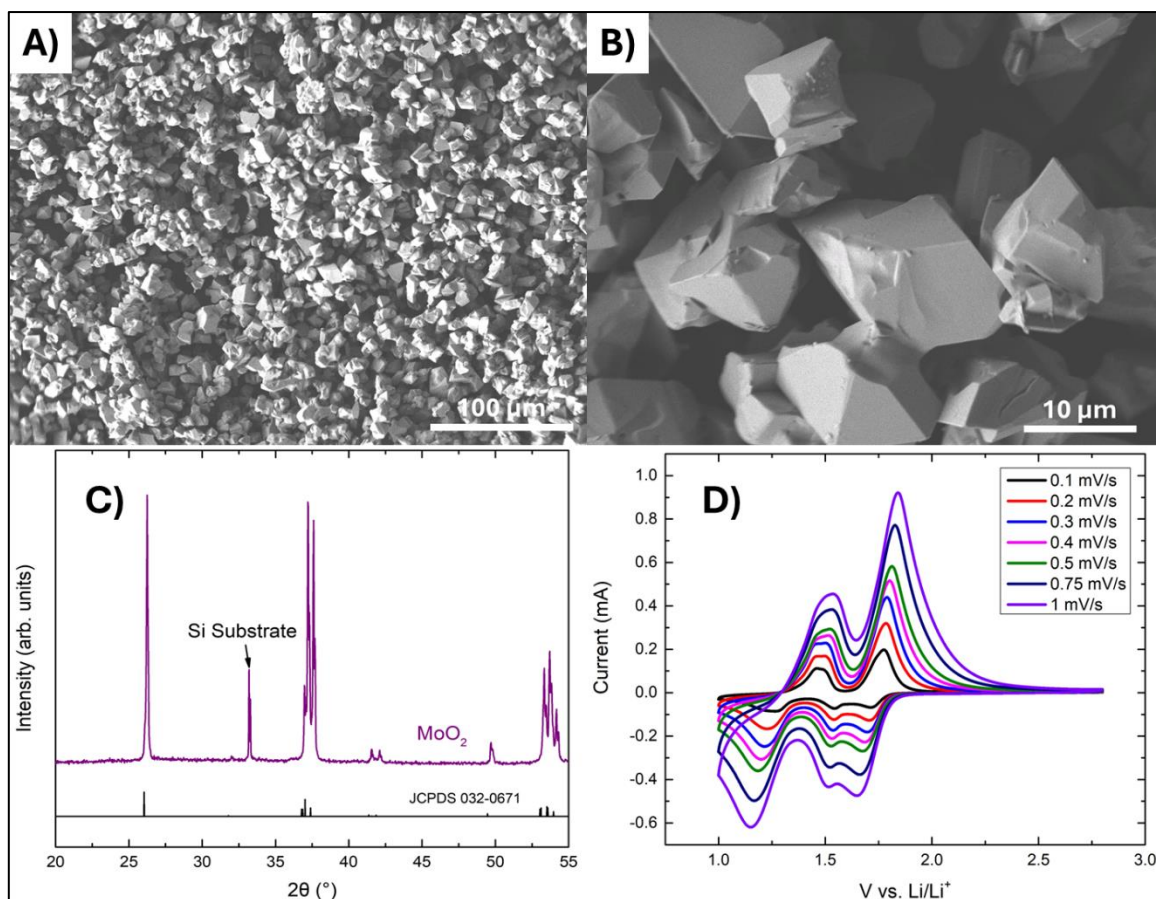 A)
100 µm
B)
10 µm
C)
Intensity (arb. units)
Si Substrate
MoO₂
JCPDS 032-0671
20 25 30 35 40 45 50 55
2θ (°)
D)
Current (mA)
1.0
0.8
0.6
0.4
0.2
0.0
-0.2
-0.4
-0.6
0.1 mV/s
0.2 mV/s
0.3 mV/s
0.4 mV/s
0.5 mV/s
0.75 mV/s
1 mV/s
1.0 1.5 2.0 2.5 3.0
V vs. Li/Li⁺